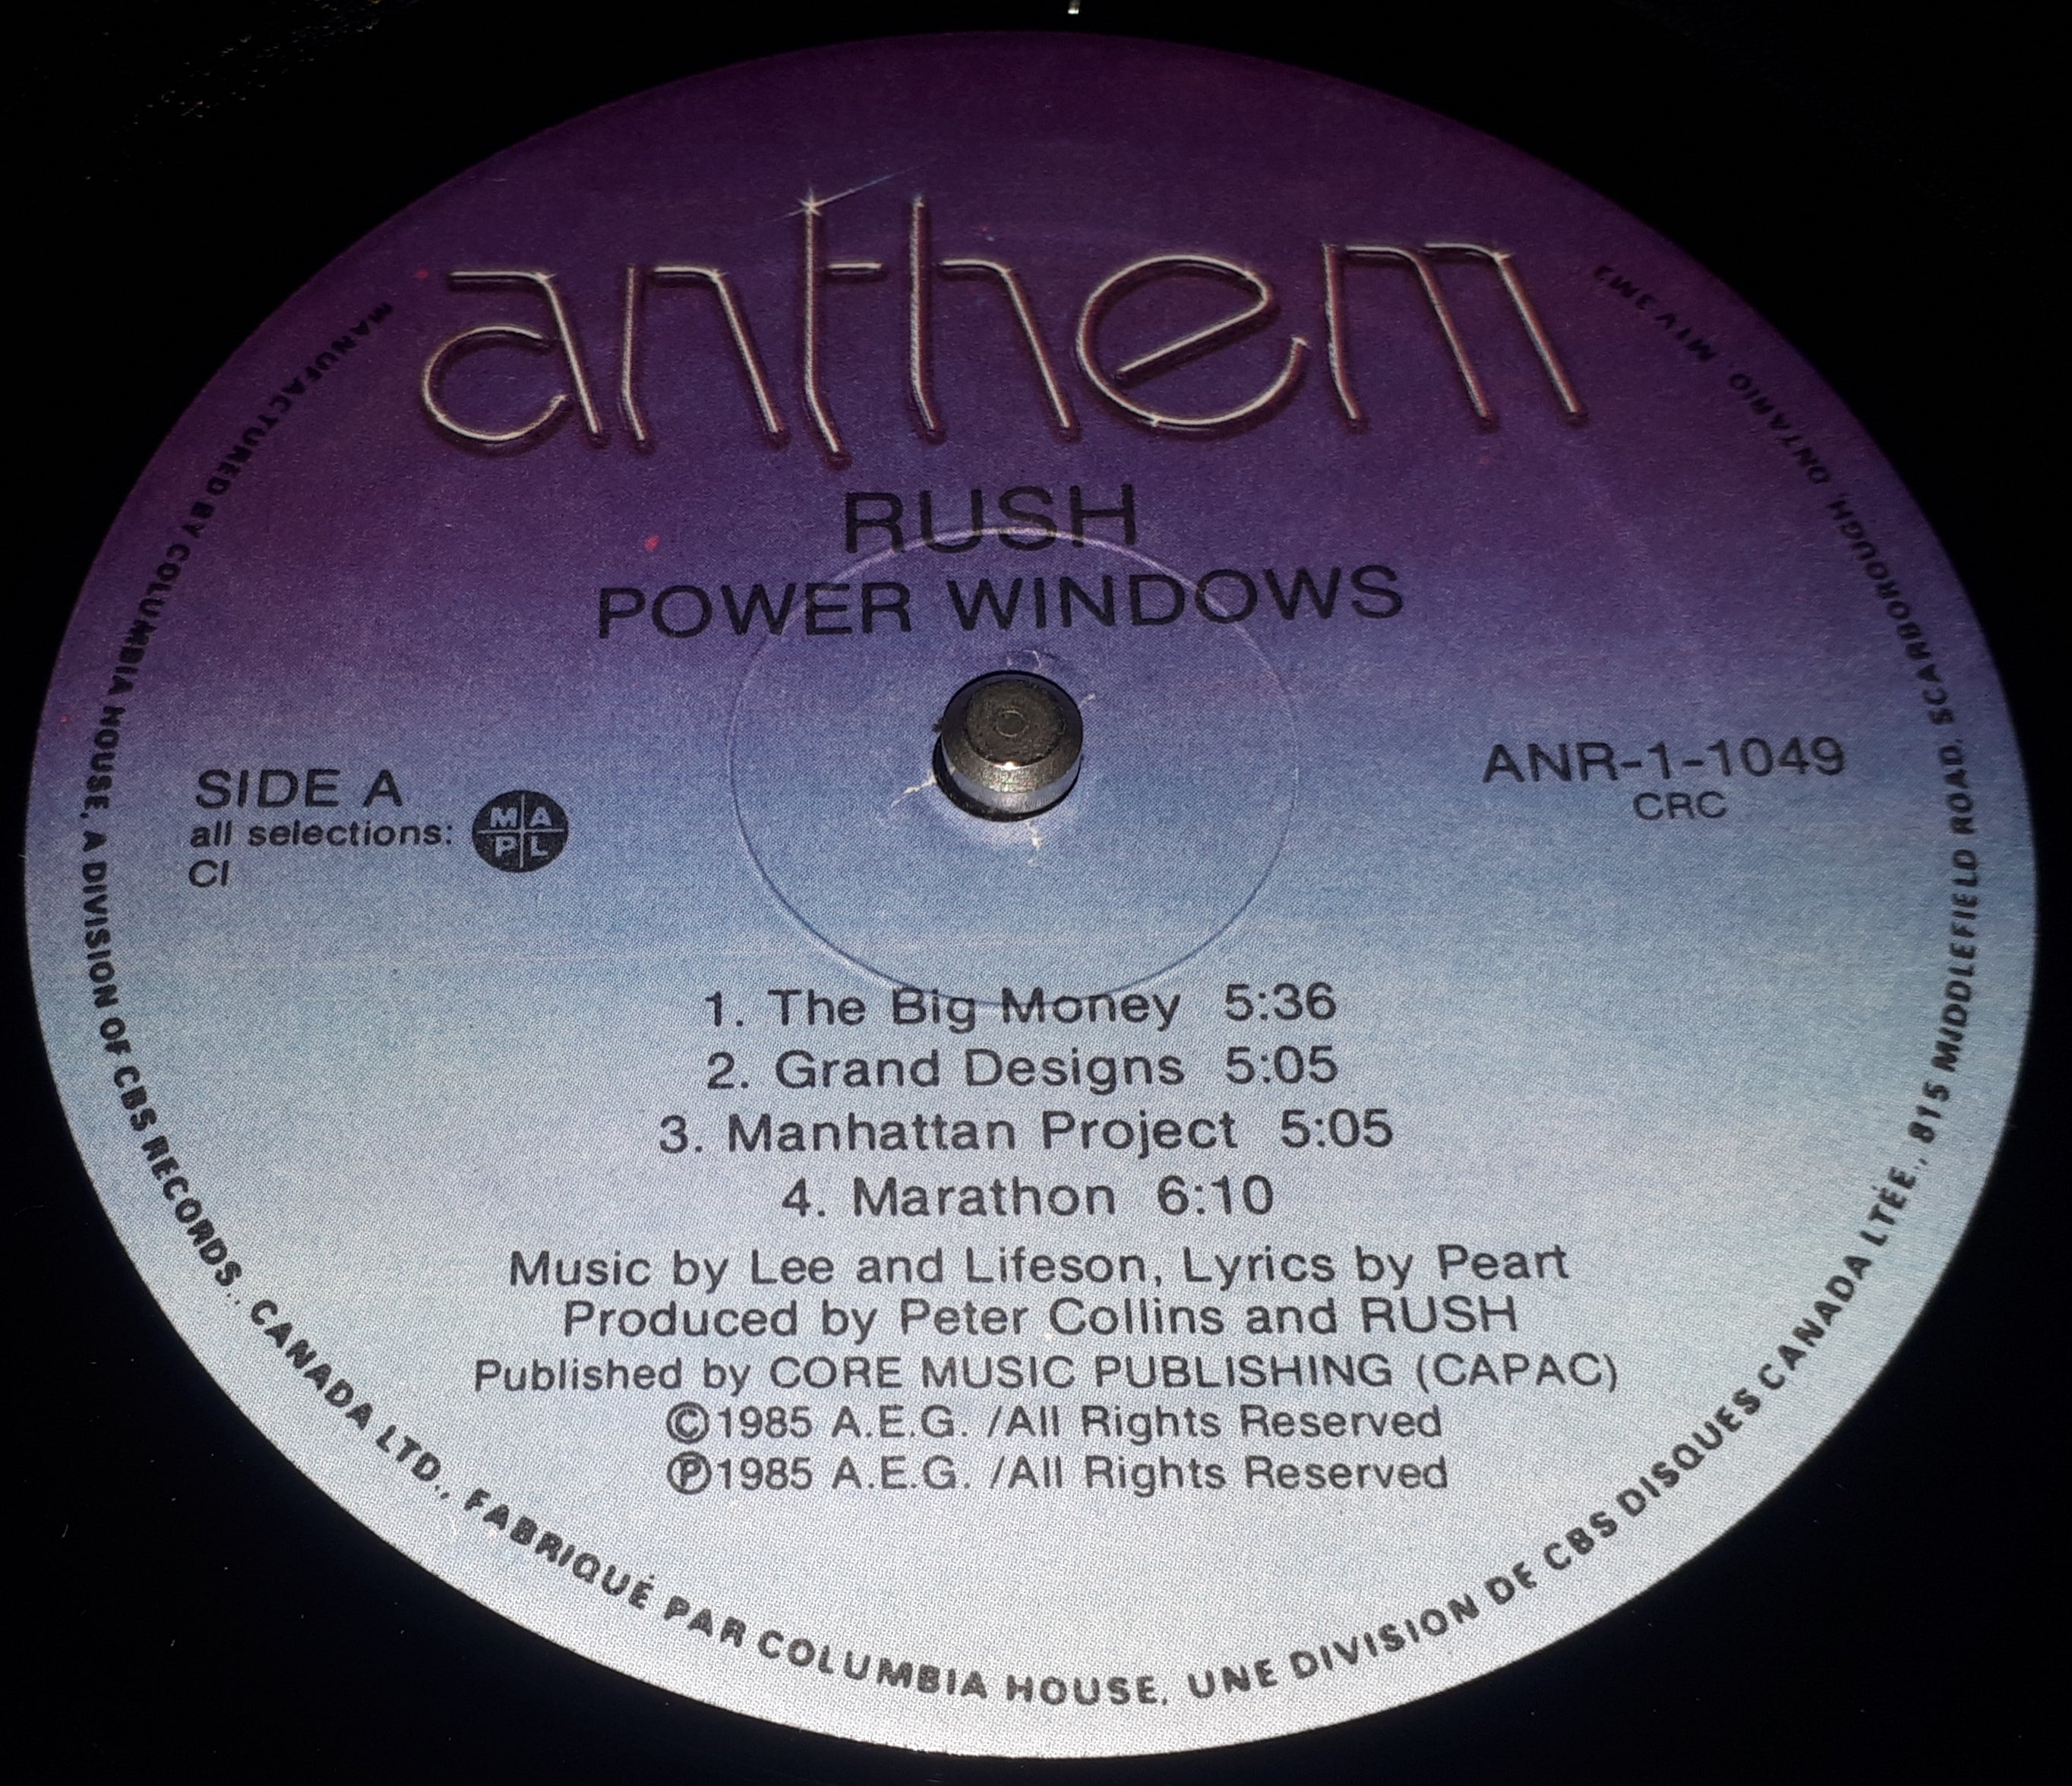 anthem
RUSH
POWER WINDOWS
SIDE A
all selections:
CI
MA
PL
ANR-1-1049
CRC
1. The Big Money 5:36
2. Grand Designs 5:05
3. Manhattan Project 5:05
4. Marathon 6:10
Music by Lee and Lifeson, Lyrics by Peart
Produced by Peter Collins and RUSH
Published by CORE MUSIC PUBLISHING (CAPAC)
©1985 A.E.G. /All Rights Reserved
℗1985 A.E.G. /All Rights Reserved
MANUFACTURED BY COLUMBIA HOUSE, A DIVISION OF CBS RECORDS., CANADA LTD., FABRIQUÉ PAR COLUMBIA HOUSE, UNE DIVISION DE CBS DISQUES CANADA LTÉE., 815 MIDDLEFIELD ROAD, SCARBOROUGH, ONTARIO M1V 3M2